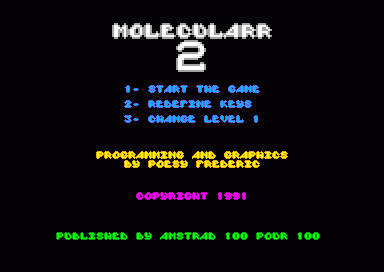 MOLECULARR
2
1- START THE GAME
2- REDEFINE KEYS
3- CHANGE LEVEL 1
PROGRAMMING AND GRAPHICS
BY POESY FREDERIC
COPYRIGHT 1991
PUBLISHED BY AMSTRAD 100 POUR 100